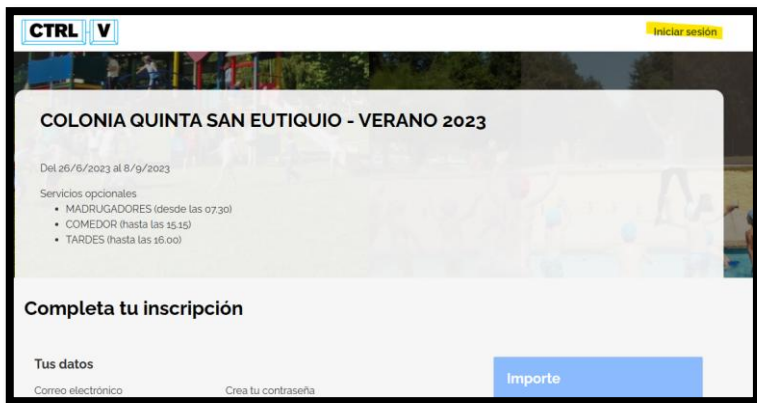 CTRL V
Iniciar sesión
COLONIA QUINTA SAN EUTIQUIO - VERANO 2023
Del 26/6/2023 al 8/9/2023
Servicios opcionales
• MADRUGADORES (desde las 07.30)
• COMEDOR (hasta las 15.15)
• TARDES (hasta las 16.00)
Completa tu inscripción
Tus datos
Importe
Correo electrónico Crea tu contraseña